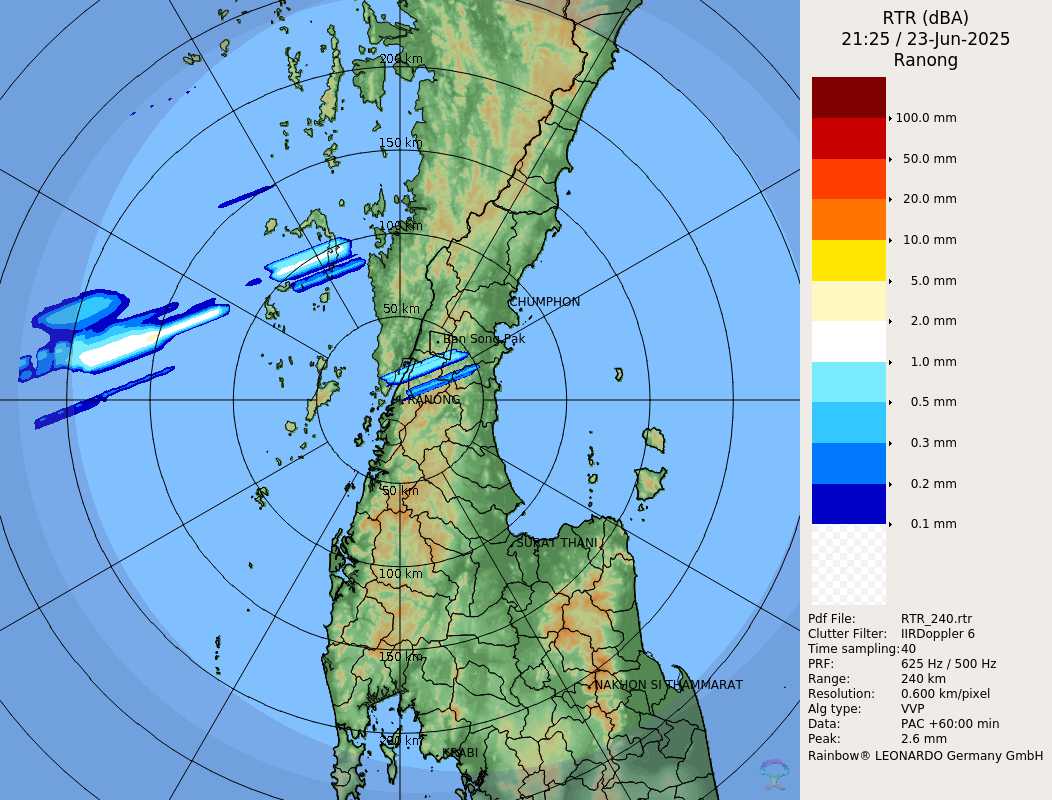 RTR (dBA)
21:25 / 23-Jun-2025
Ranong
100.0 mm
50.0 mm
20.0 mm
10.0 mm
5.0 mm
2.0 mm
1.0 mm
0.5 mm
0.3 mm
0.2 mm
0.1 mm
Pdf File: RTR_240.rtr
Clutter Filter: IIRDoppler 6
Time sampling:40
PRF: 625 Hz / 500 Hz
Range: 240 km
Resolution: 0.600 km/pixel
Alg type: VVP
Data: PAC +60:00 min
Peak: 2.6 mm
Rainbow® LEONARDO Germany GmbH
200 km
150 km
100 km
50 km
CHUMPHON
Ban Song Pak
RANONG
50 km
SURAT THANI
100 km
150 km
NAKHON SI THAMMARAT
200 km
KRABI